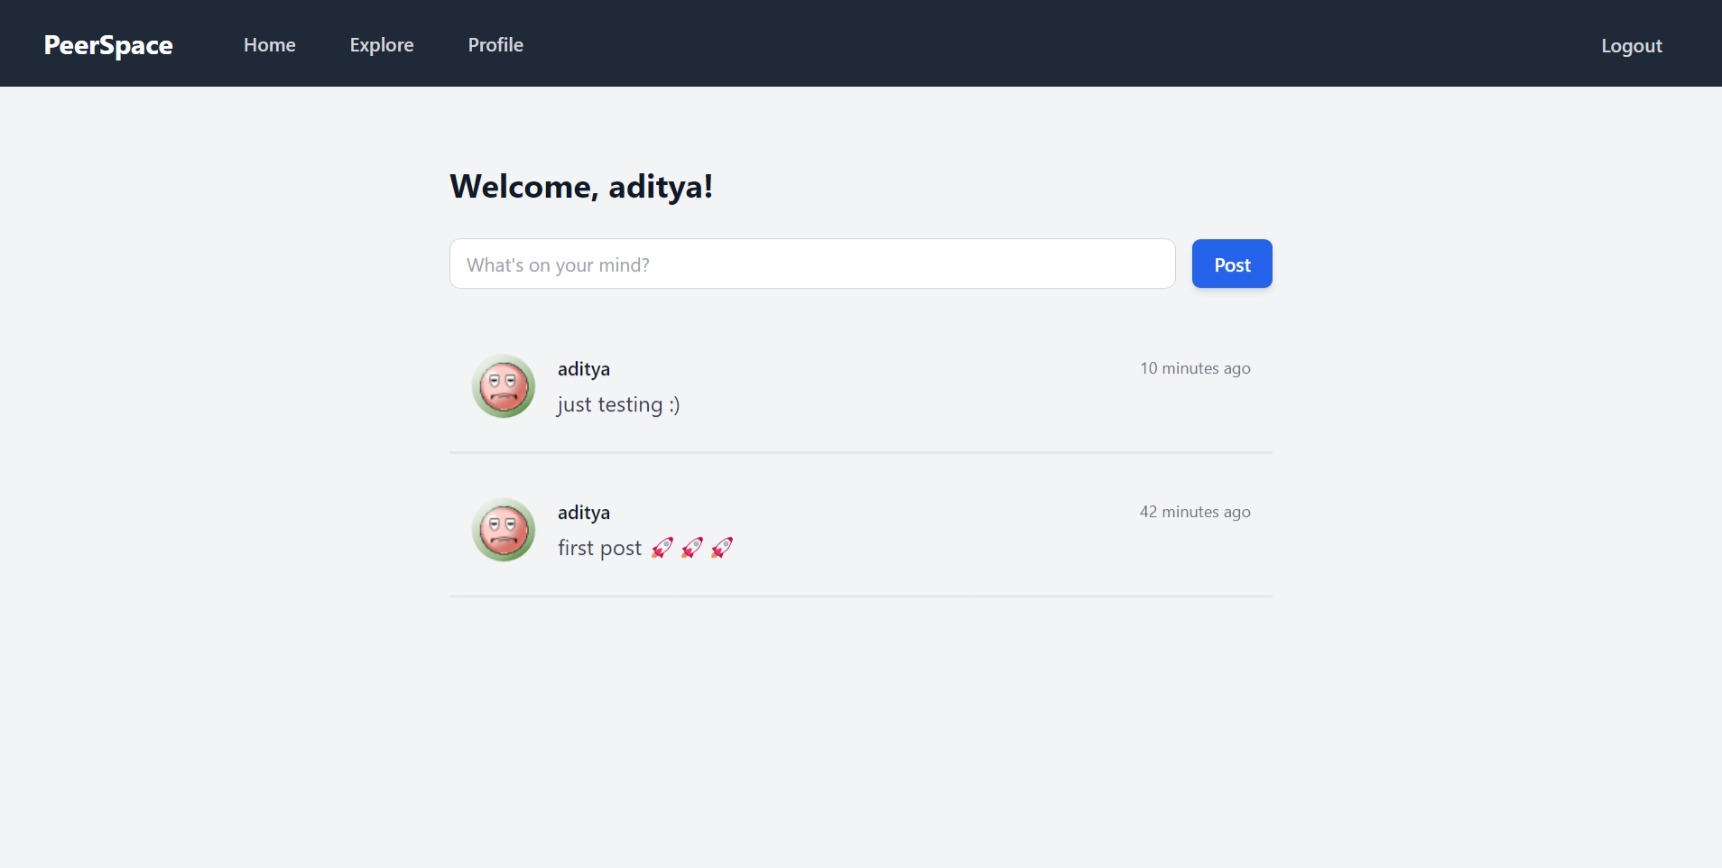 PeerSpace Home Explore Profile Logout
Welcome, aditya!
What's on your mind? Post
aditya 10 minutes ago
just testing :)
aditya 42 minutes ago
first post 🚀 🚀 🚀